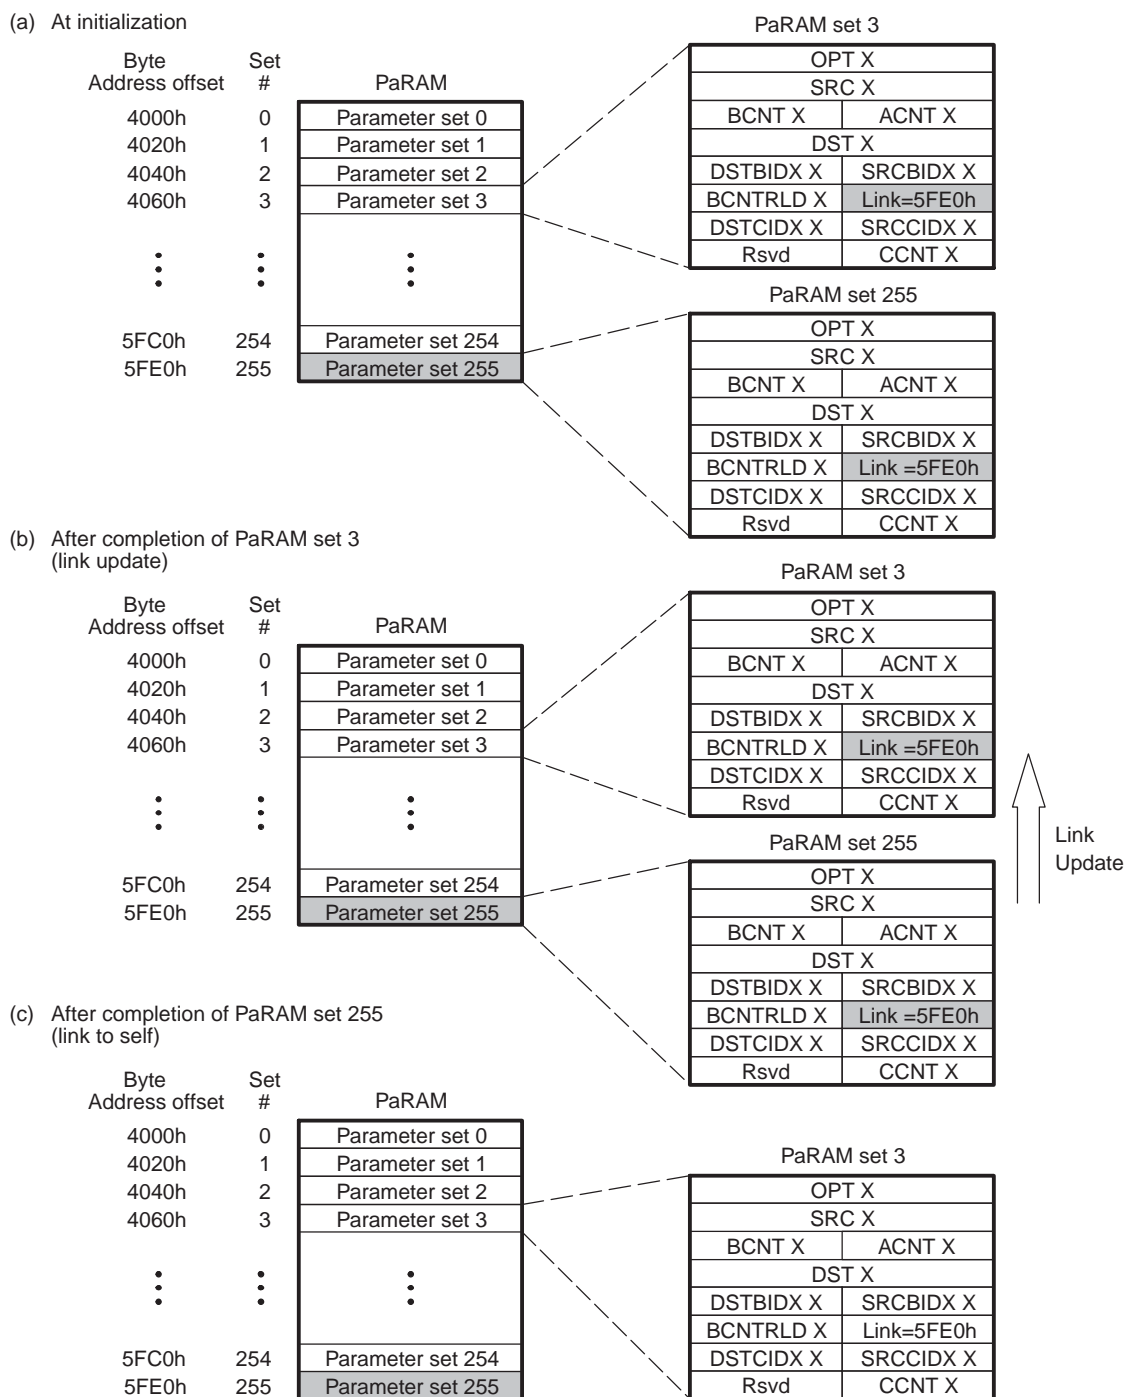 (a) At initialization
PaRAM set 3
Byte Address offset
Set #
PaRAM
4000h 0 Parameter set 0
4020h 1 Parameter set 1
4040h 2 Parameter set 2
4060h 3 Parameter set 3
5FC0h 254 Parameter set 254
5FE0h 255 Parameter set 255
OPT X
SRC X
BCNT X ACNT X
DST X
DSTBIDX X SRCBIDX X
BCNTRLD X Link=5FE0h
DSTCIDX X SRCCIDX X
Rsvd CCNT X
PaRAM set 255
OPT X
SRC X
BCNT X ACNT X
DST X
DSTBIDX X SRCBIDX X
BCNTRLD X Link =5FE0h
DSTCIDX X SRCCIDX X
Rsvd CCNT X
(b) After completion of PaRAM set 3
(link update)
Byte Address offset
Set #
PaRAM
4000h 0 Parameter set 0
4020h 1 Parameter set 1
4040h 2 Parameter set 2
4060h 3 Parameter set 3
5FC0h 254 Parameter set 254
5FE0h 255 Parameter set 255
PaRAM set 3
OPT X
SRC X
BCNT X ACNT X
DST X
DSTBIDX X SRCBIDX X
BCNTRLD X Link =5FE0h
DSTCIDX X SRCCIDX X
Rsvd CCNT X
Link
Update
PaRAM set 255
OPT X
SRC X
BCNT X ACNT X
DST X
DSTBIDX X SRCBIDX X
BCNTRLD X Link =5FE0h
DSTCIDX X SRCCIDX X
Rsvd CCNT X
(c) After completion of PaRAM set 255
(link to self)
Byte Address offset
Set #
PaRAM
4000h 0 Parameter set 0
4020h 1 Parameter set 1
4040h 2 Parameter set 2
4060h 3 Parameter set 3
5FC0h 254 Parameter set 254
5FE0h 255 Parameter set 255
PaRAM set 3
OPT X
SRC X
BCNT X ACNT X
DST X
DSTBIDX X SRCBIDX X
BCNTRLD X Link=5FE0h
DSTCIDX X SRCCIDX X
Rsvd CCNT X